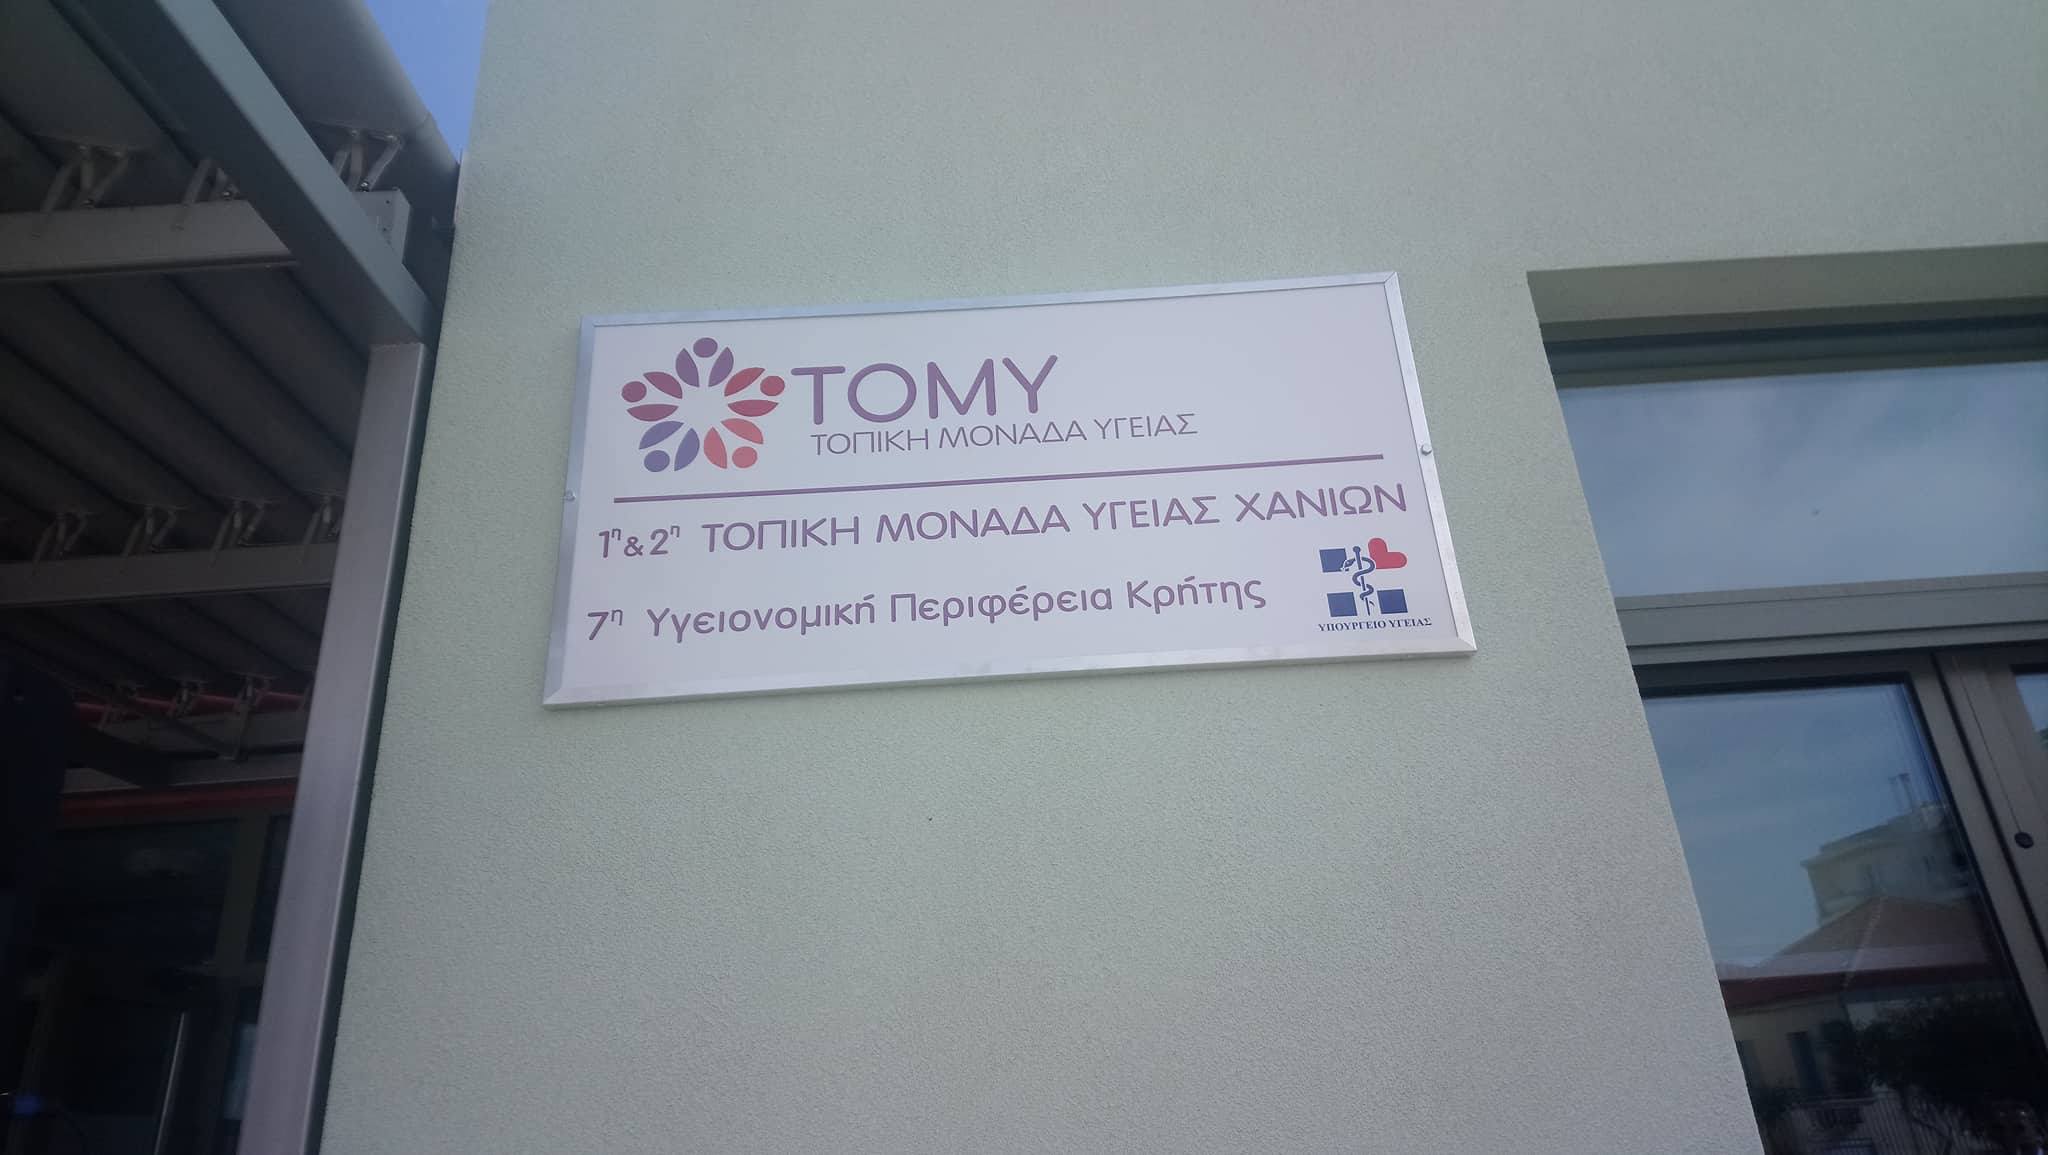 ΤΟΜΥ
ΤΟΠΙΚΗ ΜΟΝΑΔΑ ΥΓΕΙΑΣ
1η & 2η ΤΟΠΙΚΗ ΜΟΝΑΔΑ ΥΓΕΙΑΣ ΧΑΝΙΩΝ
7η Υγειονομική Περιφέρεια Κρήτης
ΥΠΟΥΡΓΕΙΟ ΥΓΕΙΑΣ